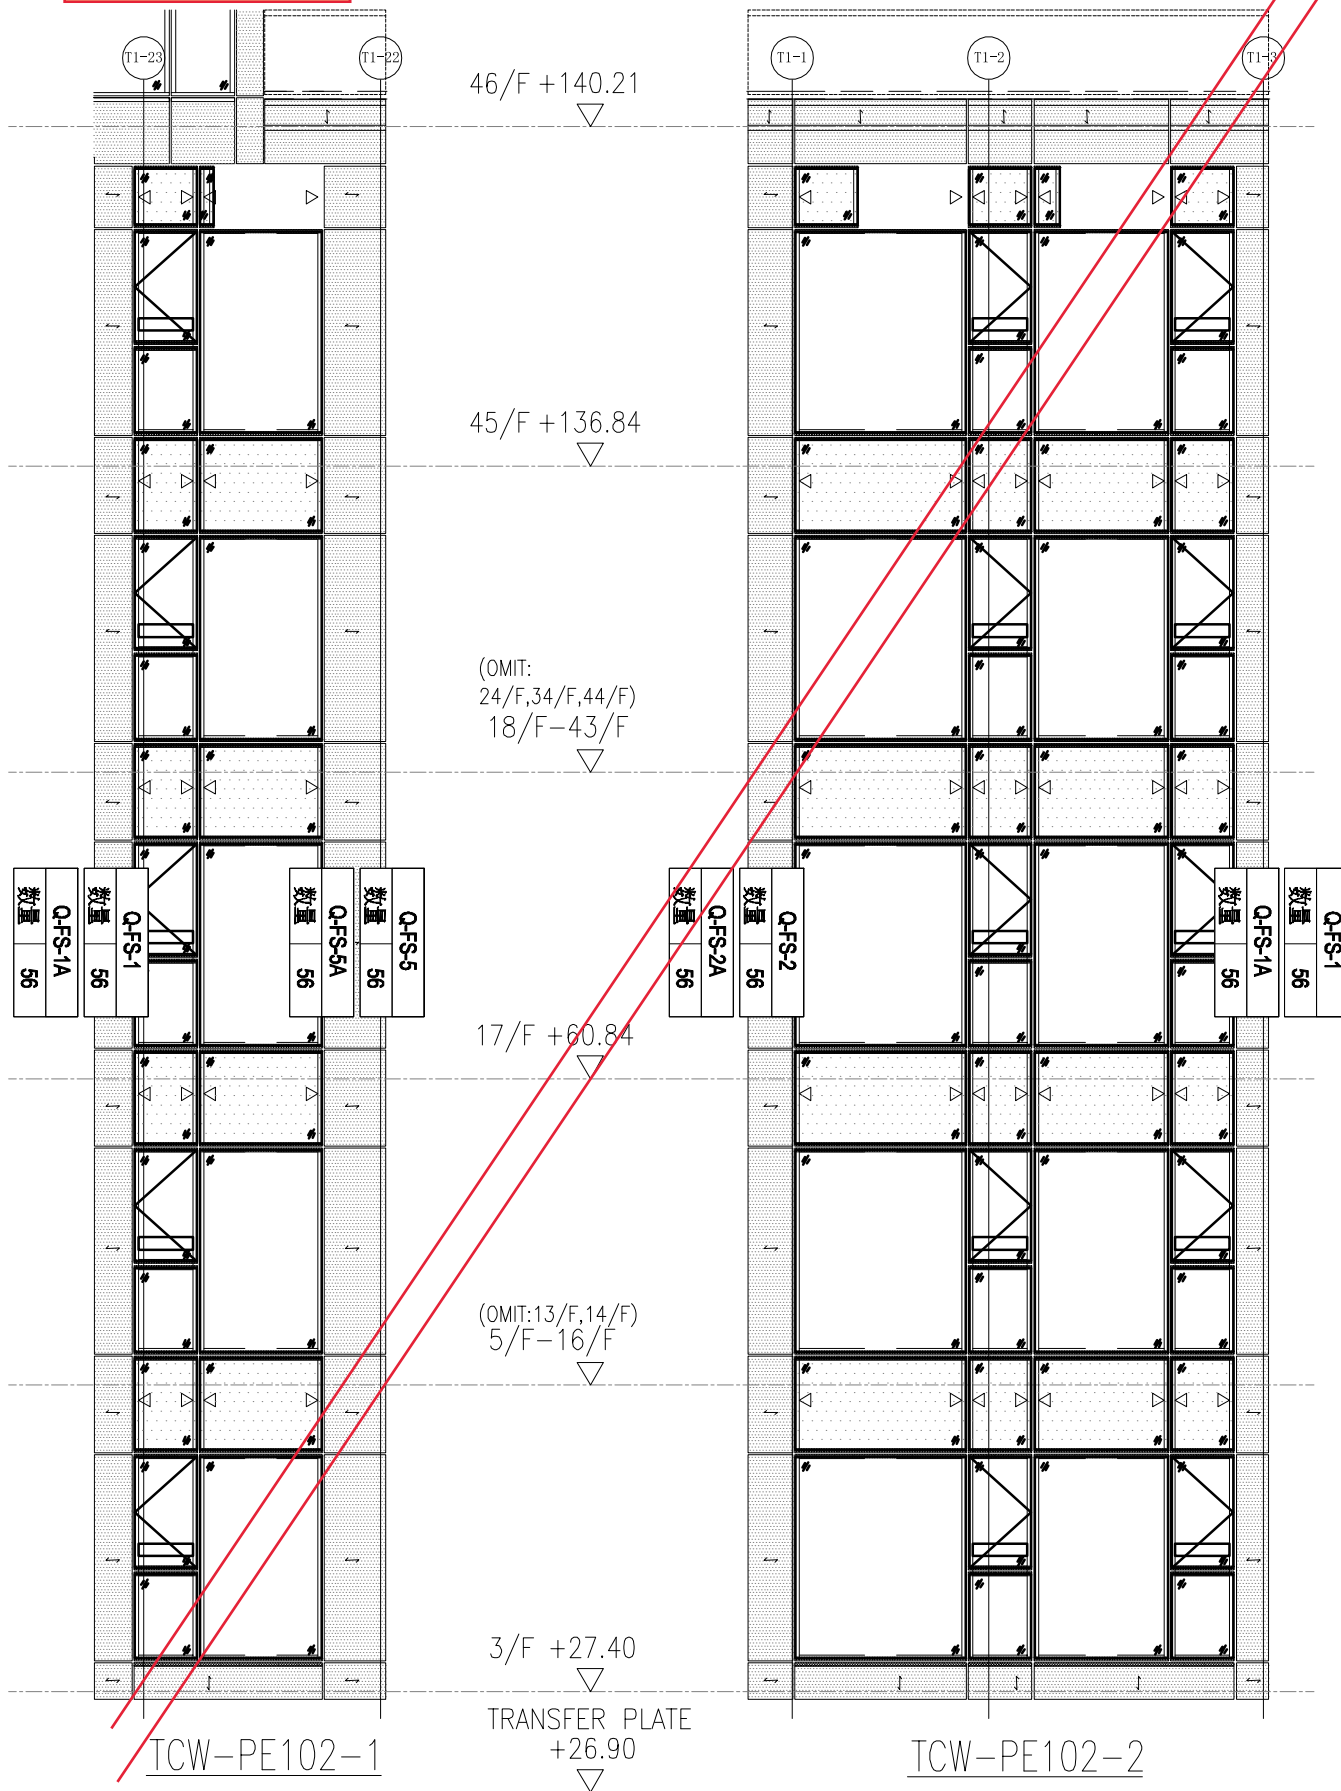 T1-23
T1-22
T1-1
T1-2
T1-3
46/F +140.21
45/F +136.84
(OMIT:
24/F,34/F,44/F)
18/F-43/F
Q-FS-1A
数量 56
Q-FS-1
数量 56
Q-FS-5A
数量 56
Q-FS-5
数量 56
Q-FS-2A
数量 56
Q-FS-2
数量 56
Q-FS-1A
数量 56
Q-FS-1
数量 56
17/F +60.84
(OMIT:13/F,14/F)
5/F-16/F
3/F +27.40
TRANSFER PLATE
+26.90
TCW-PE102-1
TCW-PE102-2